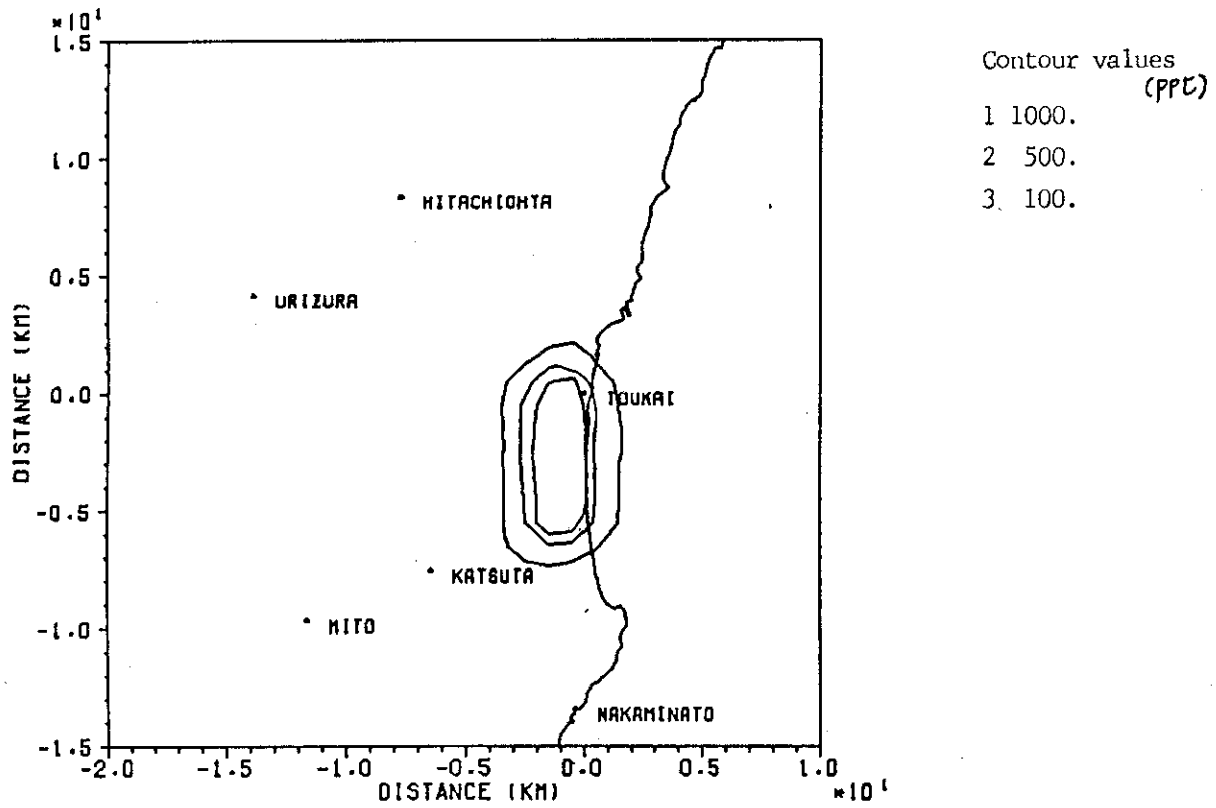 ×10¹
1.5
1.0
0.5
0.0
-0.5
-1.0
-1.5
DISTANCE (KM)
HITACHIOHTA
URIZURA
TOUKAI
KATSUTA
MITO
NAKAMINATO
-2.0 -1.5 -1.0 -0.5 0.0 0.5 1.0
DISTANCE (KM)
×10¹
Contour values
(ppt)
1 1000.
2 500.
3 100.